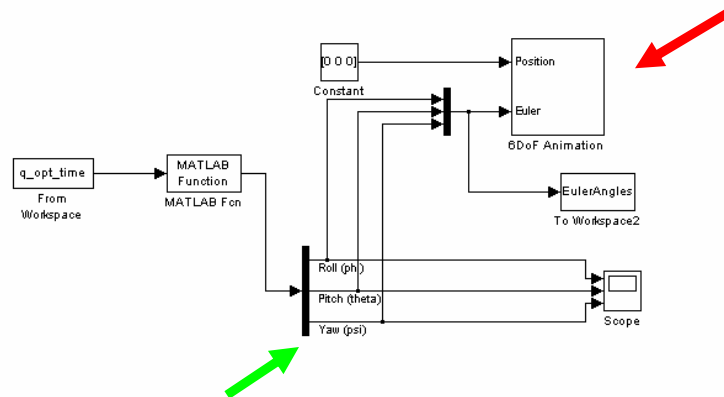 [0 0 0]
Constant
Position
Euler
6DoF Animation
q_opt_time
From
Workspace
MATLAB
Function
MATLAB Fcn
EulerAngles
To Workspace2
Roll (phi)
Pitch (theta)
Yaw (psi)
Scope